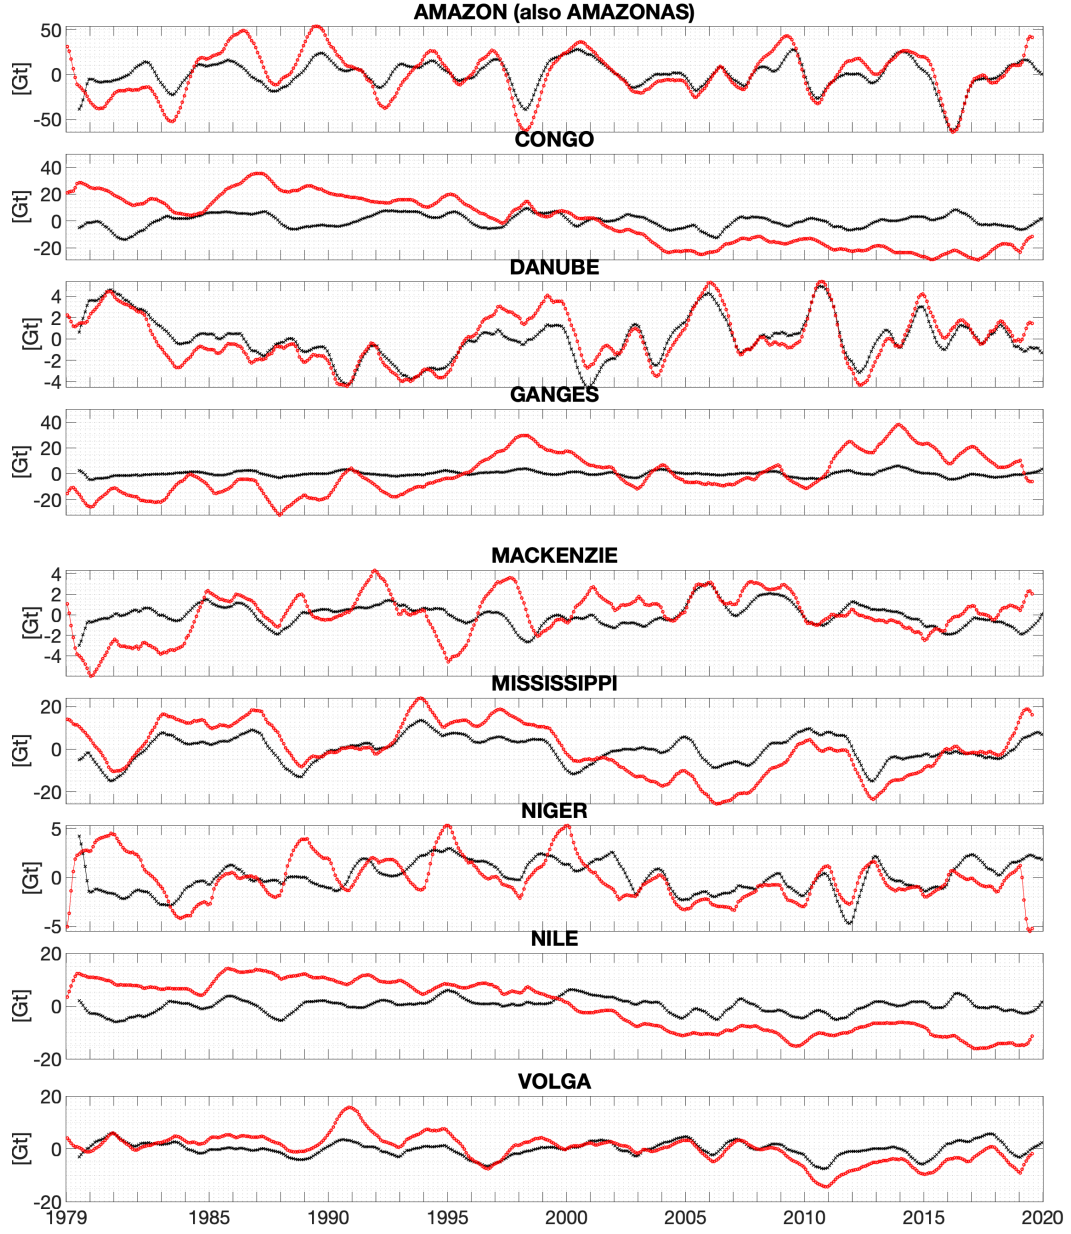 AMAZON (also AMAZONAS)
50
0
-50
[Gt]
CONGO
40
20
0
-20
[Gt]
DANUBE
4
2
0
-2
-4
[Gt]
GANGES
40
20
0
-20
[Gt]
MACKENZIE
4
2
0
-2
-4
[Gt]
MISSISSIPPI
20
0
-20
[Gt]
NIGER
5
0
-5
[Gt]
NILE
20
0
-20
[Gt]
VOLGA
20
0
-20
[Gt]
1979 1985 1990 1995 2000 2005 2010 2015 2020